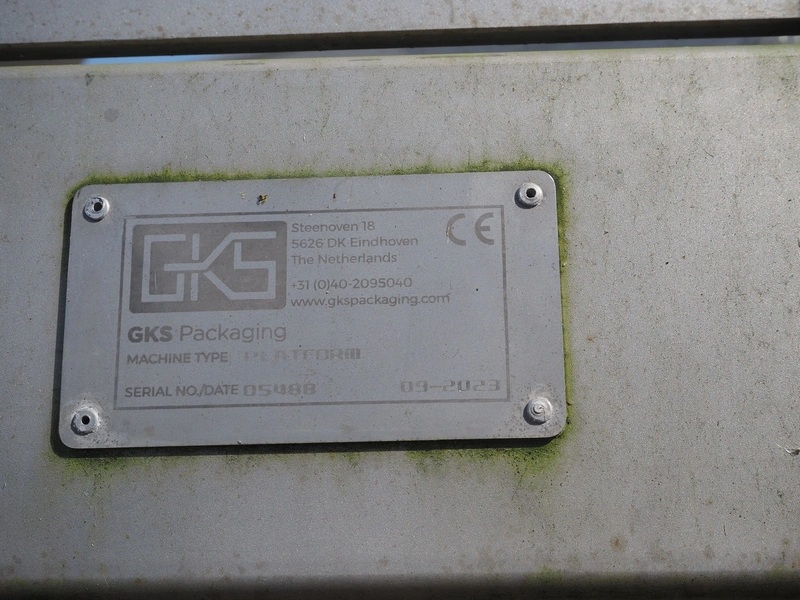 GKS
Steenoven 18
5626 DK Eindhoven
The Netherlands
+31 (0)40-2095040
www.gkspackaging.com
CE
GKS Packaging
MACHINE TYPE PLATFORM
SERIAL NO./DATE 05488 09-2023